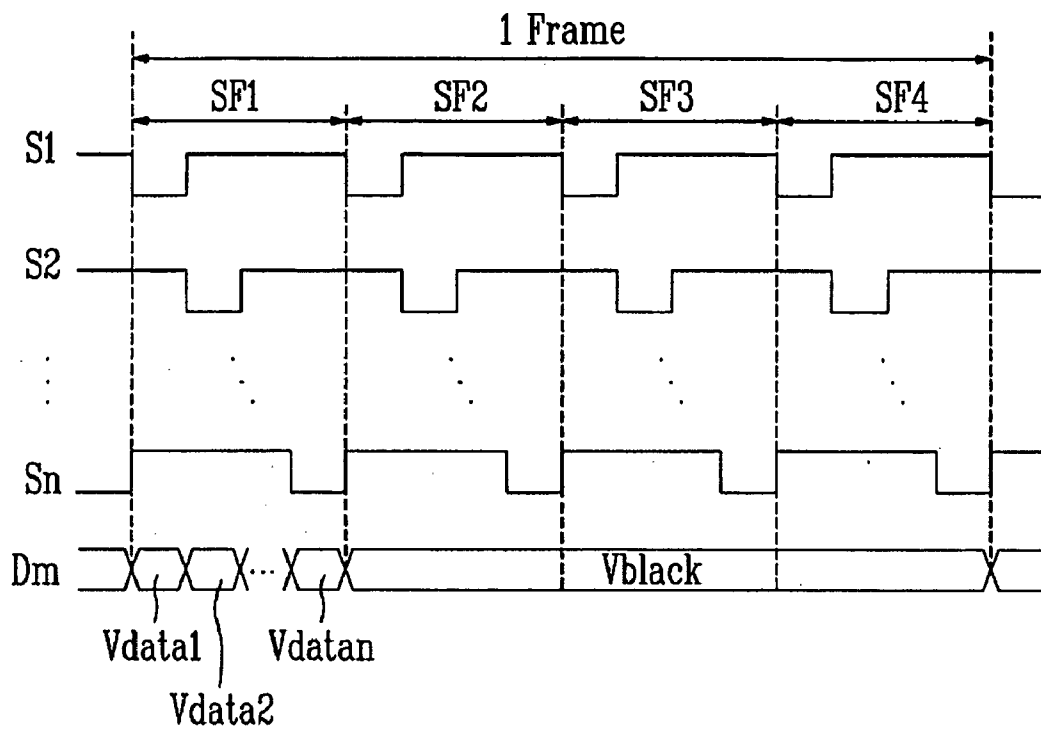 1 Frame
SF1 SF2 SF3 SF4
S1
S2
Sn
Dm ... Vblack
Vdata1 Vdatan
Vdata2